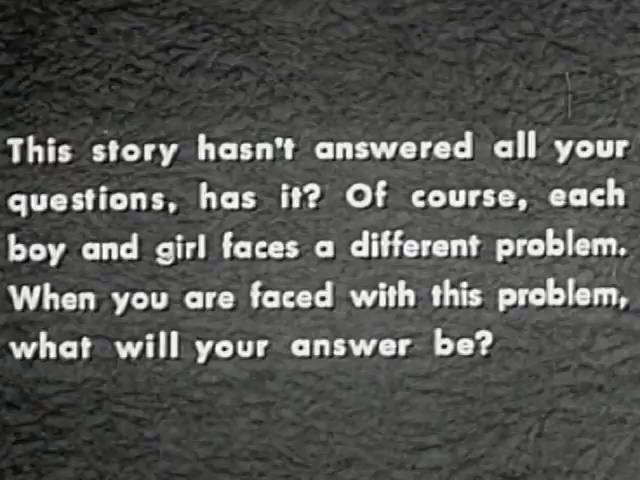 This story hasn't answered all your
questions, has it? Of course, each
boy and girl faces a different problem.
When you are faced with this problem,
what will your answer be?